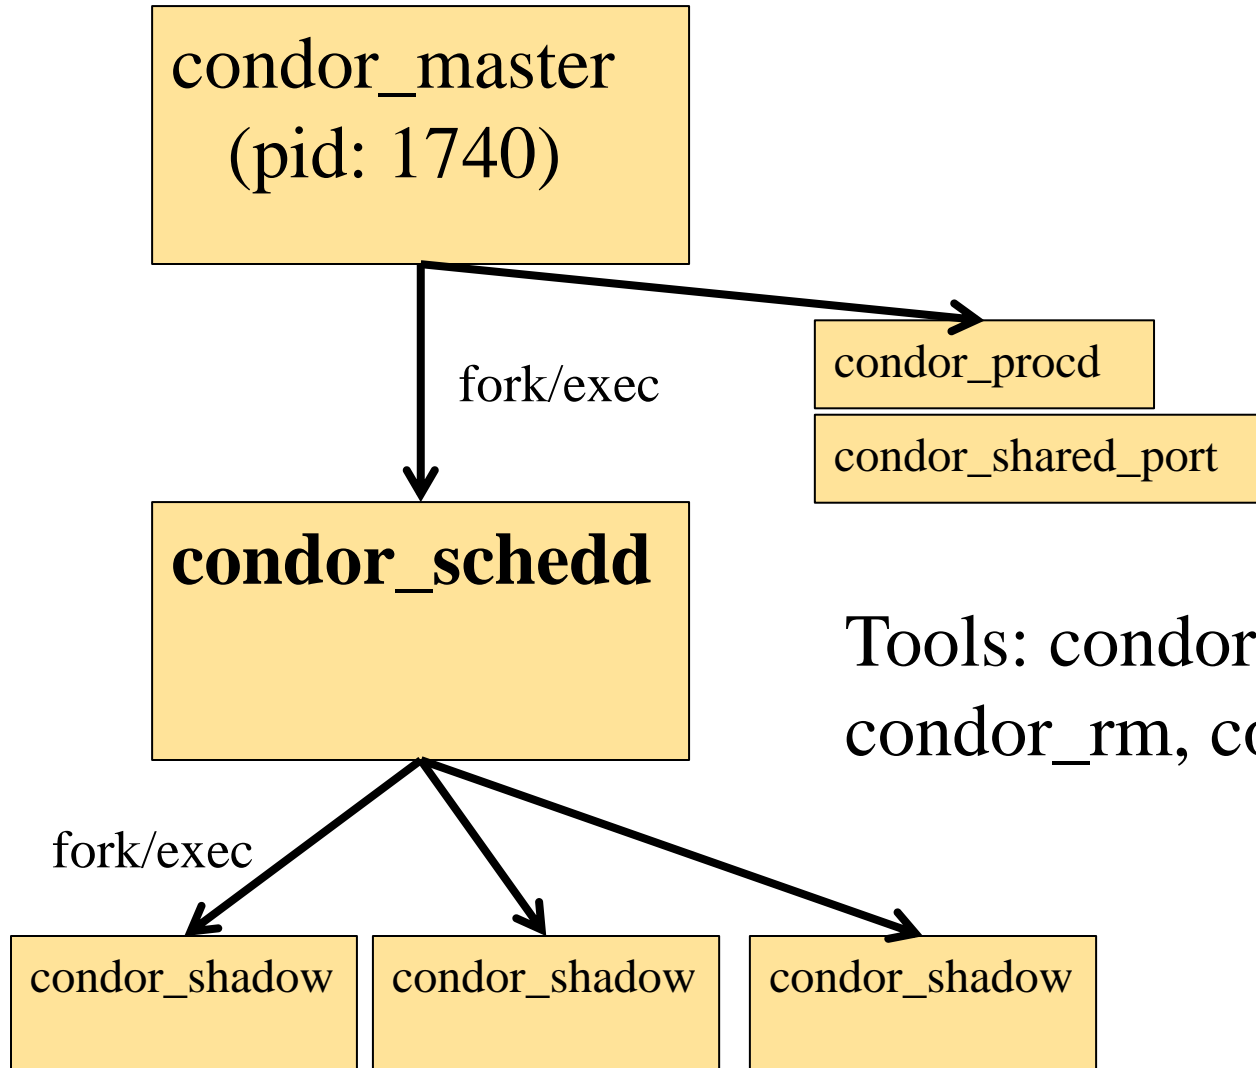 condor_master
(pid: 1740)
fork/exec
condor_procd
condor_shared_port
condor_schedd
Tools: condor
condor_rm,
fork/exec
condor_shadow
condor_shadow
condor_shadow